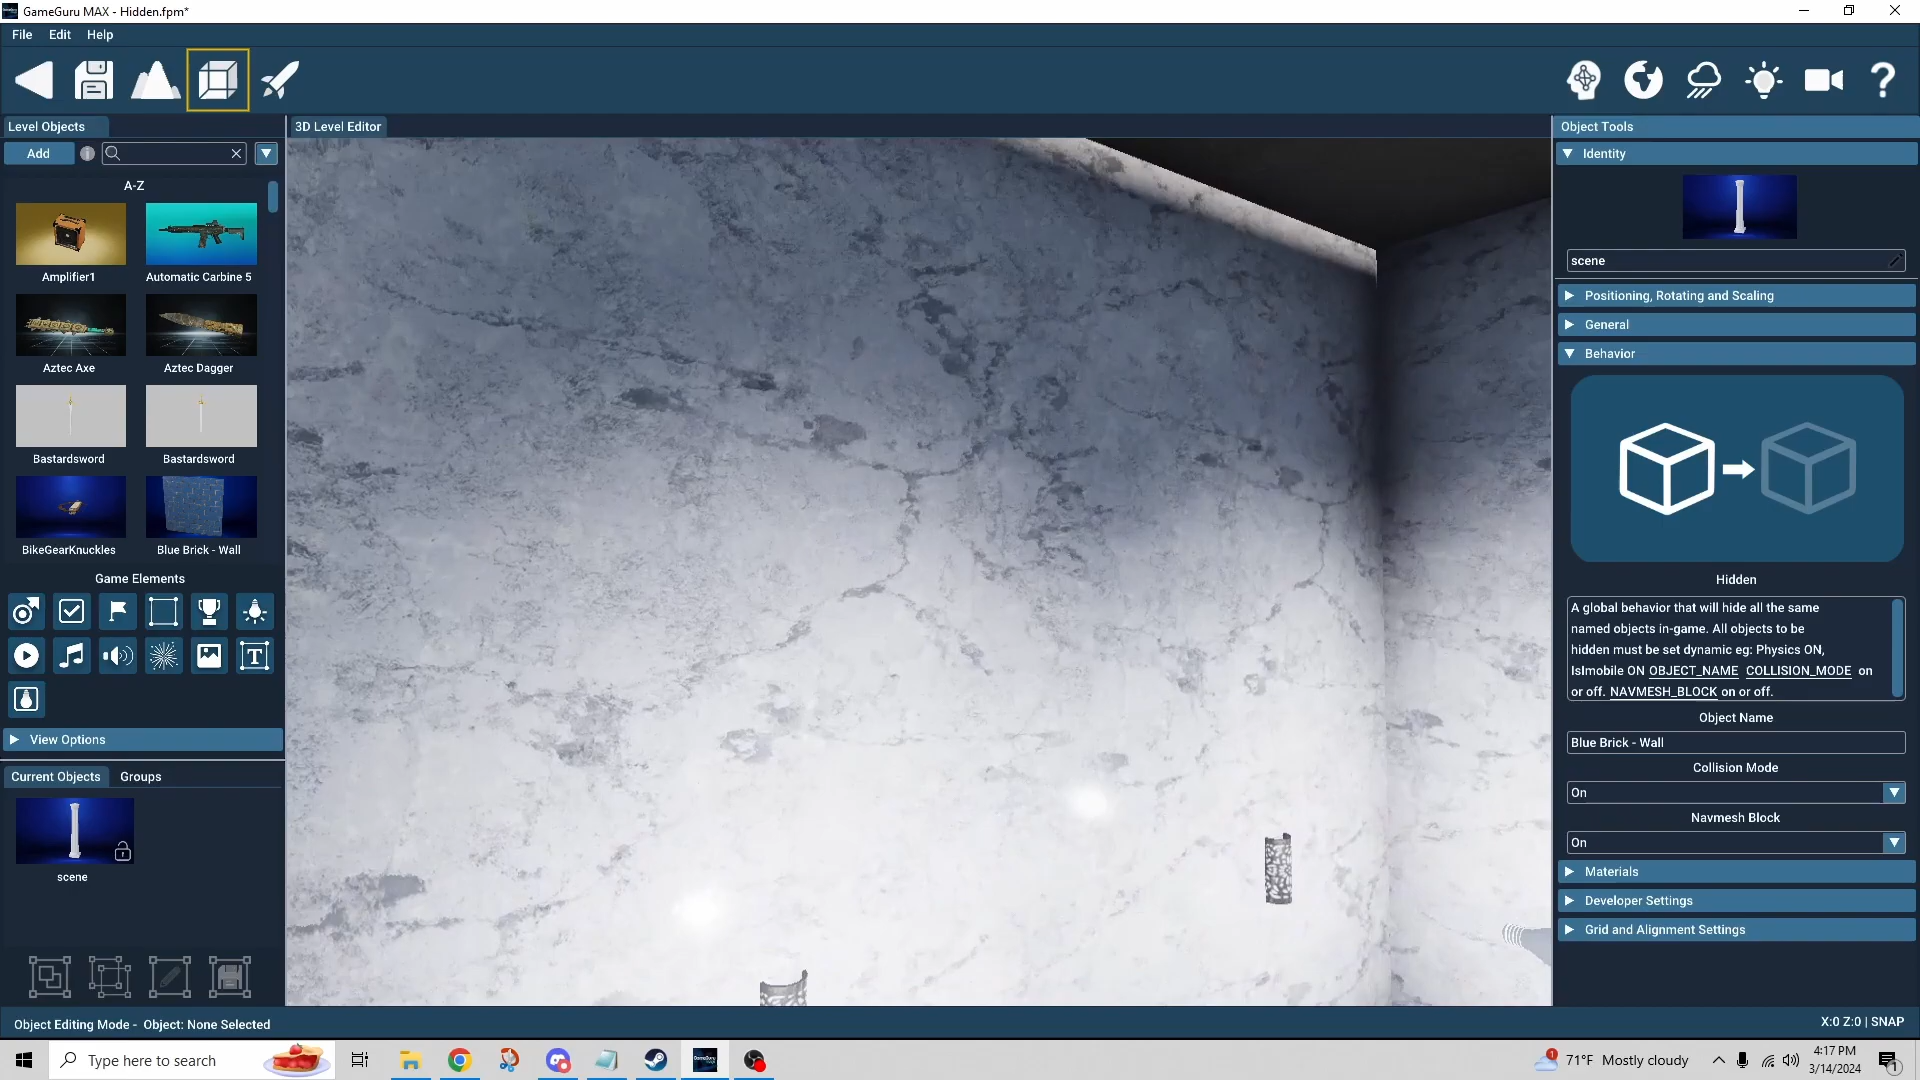 GameGuru MAX - Hidden.fpm*
File Edit Help
Level Objects
3D Level Editor
Object Tools
Add
A-Z
Amplifier1
Automatic Carbine 5
Aztec Axe
Aztec Dagger
Bastardsword
Bastardsword
BikeGearKnuckles
Blue Brick - Wall
Game Elements
View Options
Current Objects Groups
scene
Identity
scene
Positioning, Rotating and Scaling
General
Behavior
Hidden
A global behavior that will hide all the same
named objects in-game. All objects to be
hidden must be set dynamic eg: Physics ON,
IsImobile ON OBJECT_NAME COLLISION_MODE on
or off. NAVMESH_BLOCK on or off.
Object Name
Blue Brick - Wall
Collision Mode
On
Navmesh Block
On
Materials
Developer Settings
Grid and Alignment Settings
Object Editing Mode - Object: None Selected
X:0 Z:0 | SNAP
Type here to search
71°F Mostly cloudy
4:17 PM
3/14/2024